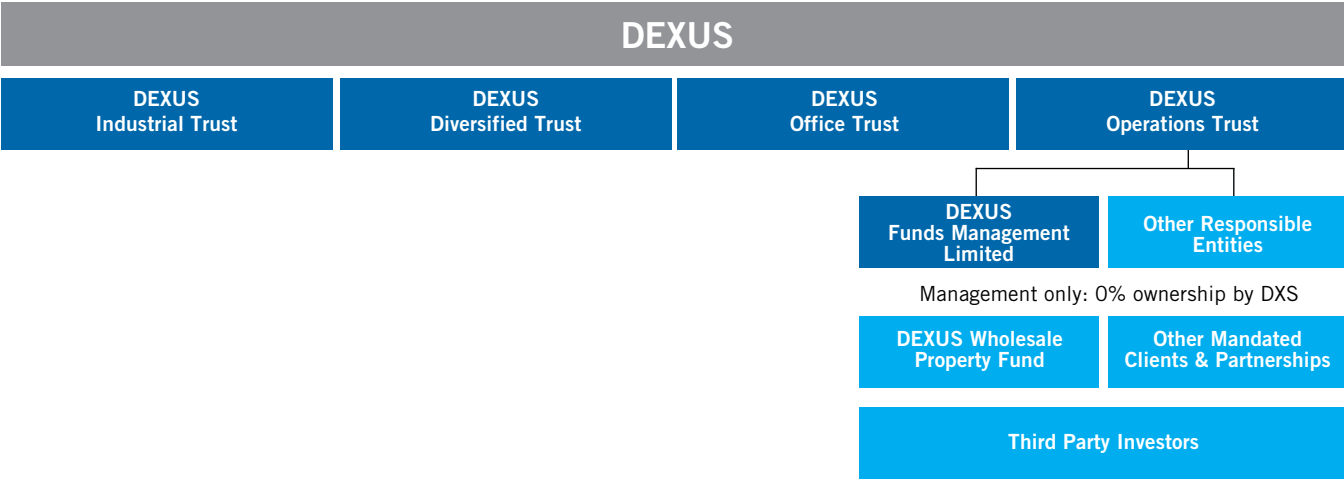 DEXUS
DEXUS
Industrial Trust
DEXUS
Diversified Trust
DEXUS
Office Trust
DEXUS
Operations Trust
DEXUS
Funds Management
Limited
Other Responsible
Entities
Management only: 0% ownership by DXS
DEXUS Wholesale
Property Fund
Other Mandated
Clients & Partnerships
Third Party Investors